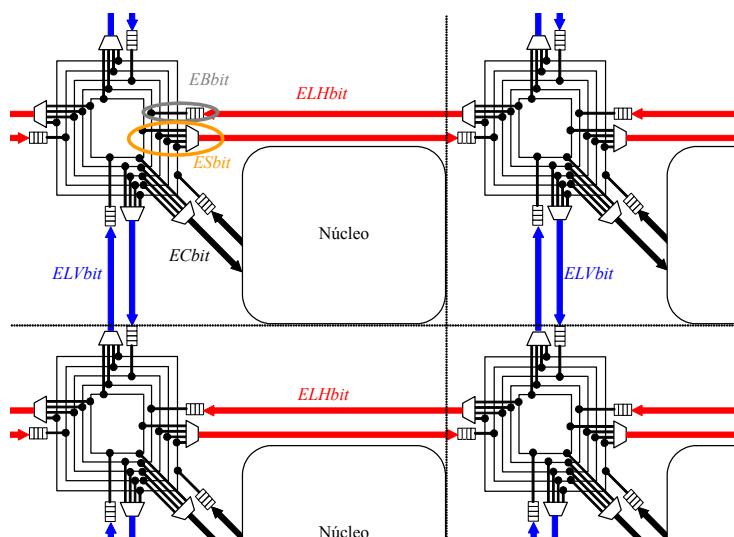 EBbit
ELHbit
ESbit
Núcleo
ECbit
ELVbit
ELVbit
ELHbit
Núcleo